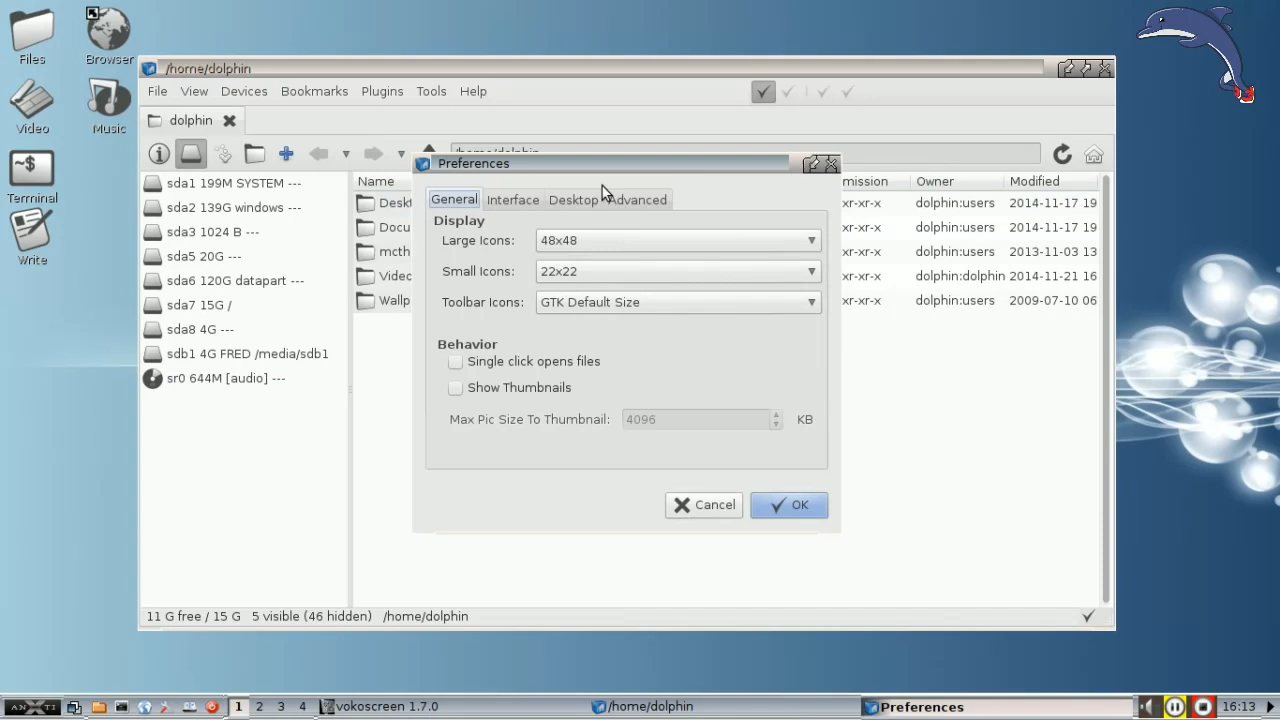 Files
Browser
Video
Music
~$
Terminal
Write
/home/dolphin
File View Devices Bookmarks Plugins Tools Help
dolphin
sda1 199M SYSTEM ---
sda2 139G windows ---
sda3 1024 B ---
sda5 20G ---
sda6 120G datapart ---
sda7 15G /
sda8 4G ---
sdb1 4G FRED /media/sdb1
sr0 644M [audio] ---
Name mission Owner Modified
Deskt xr-xr-x dolphin:users 2014-11-17 19
Docu xr-xr-x dolphin:users 2014-11-17 19
mcth xr-xr-x dolphin:users 2013-11-03 13
Video xr-xr-x dolphin:dolphin 2014-11-21 16
Wallp xr-xr-x dolphin:users 2009-07-10 06
Preferences
General Interface Desktop Advanced
Display
Large Icons: 48x48
Small Icons: 22x22
Toolbar Icons: GTK Default Size
Behavior
Single click opens files
Show Thumbnails
Max Pic Size To Thumbnail: 4096 KB
Cancel OK
11 G free / 15 G 5 visible (46 hidden) /home/dolphin
1 2 3 4 vokoscreen 1.7.0 /home/dolphin Preferences 16:13